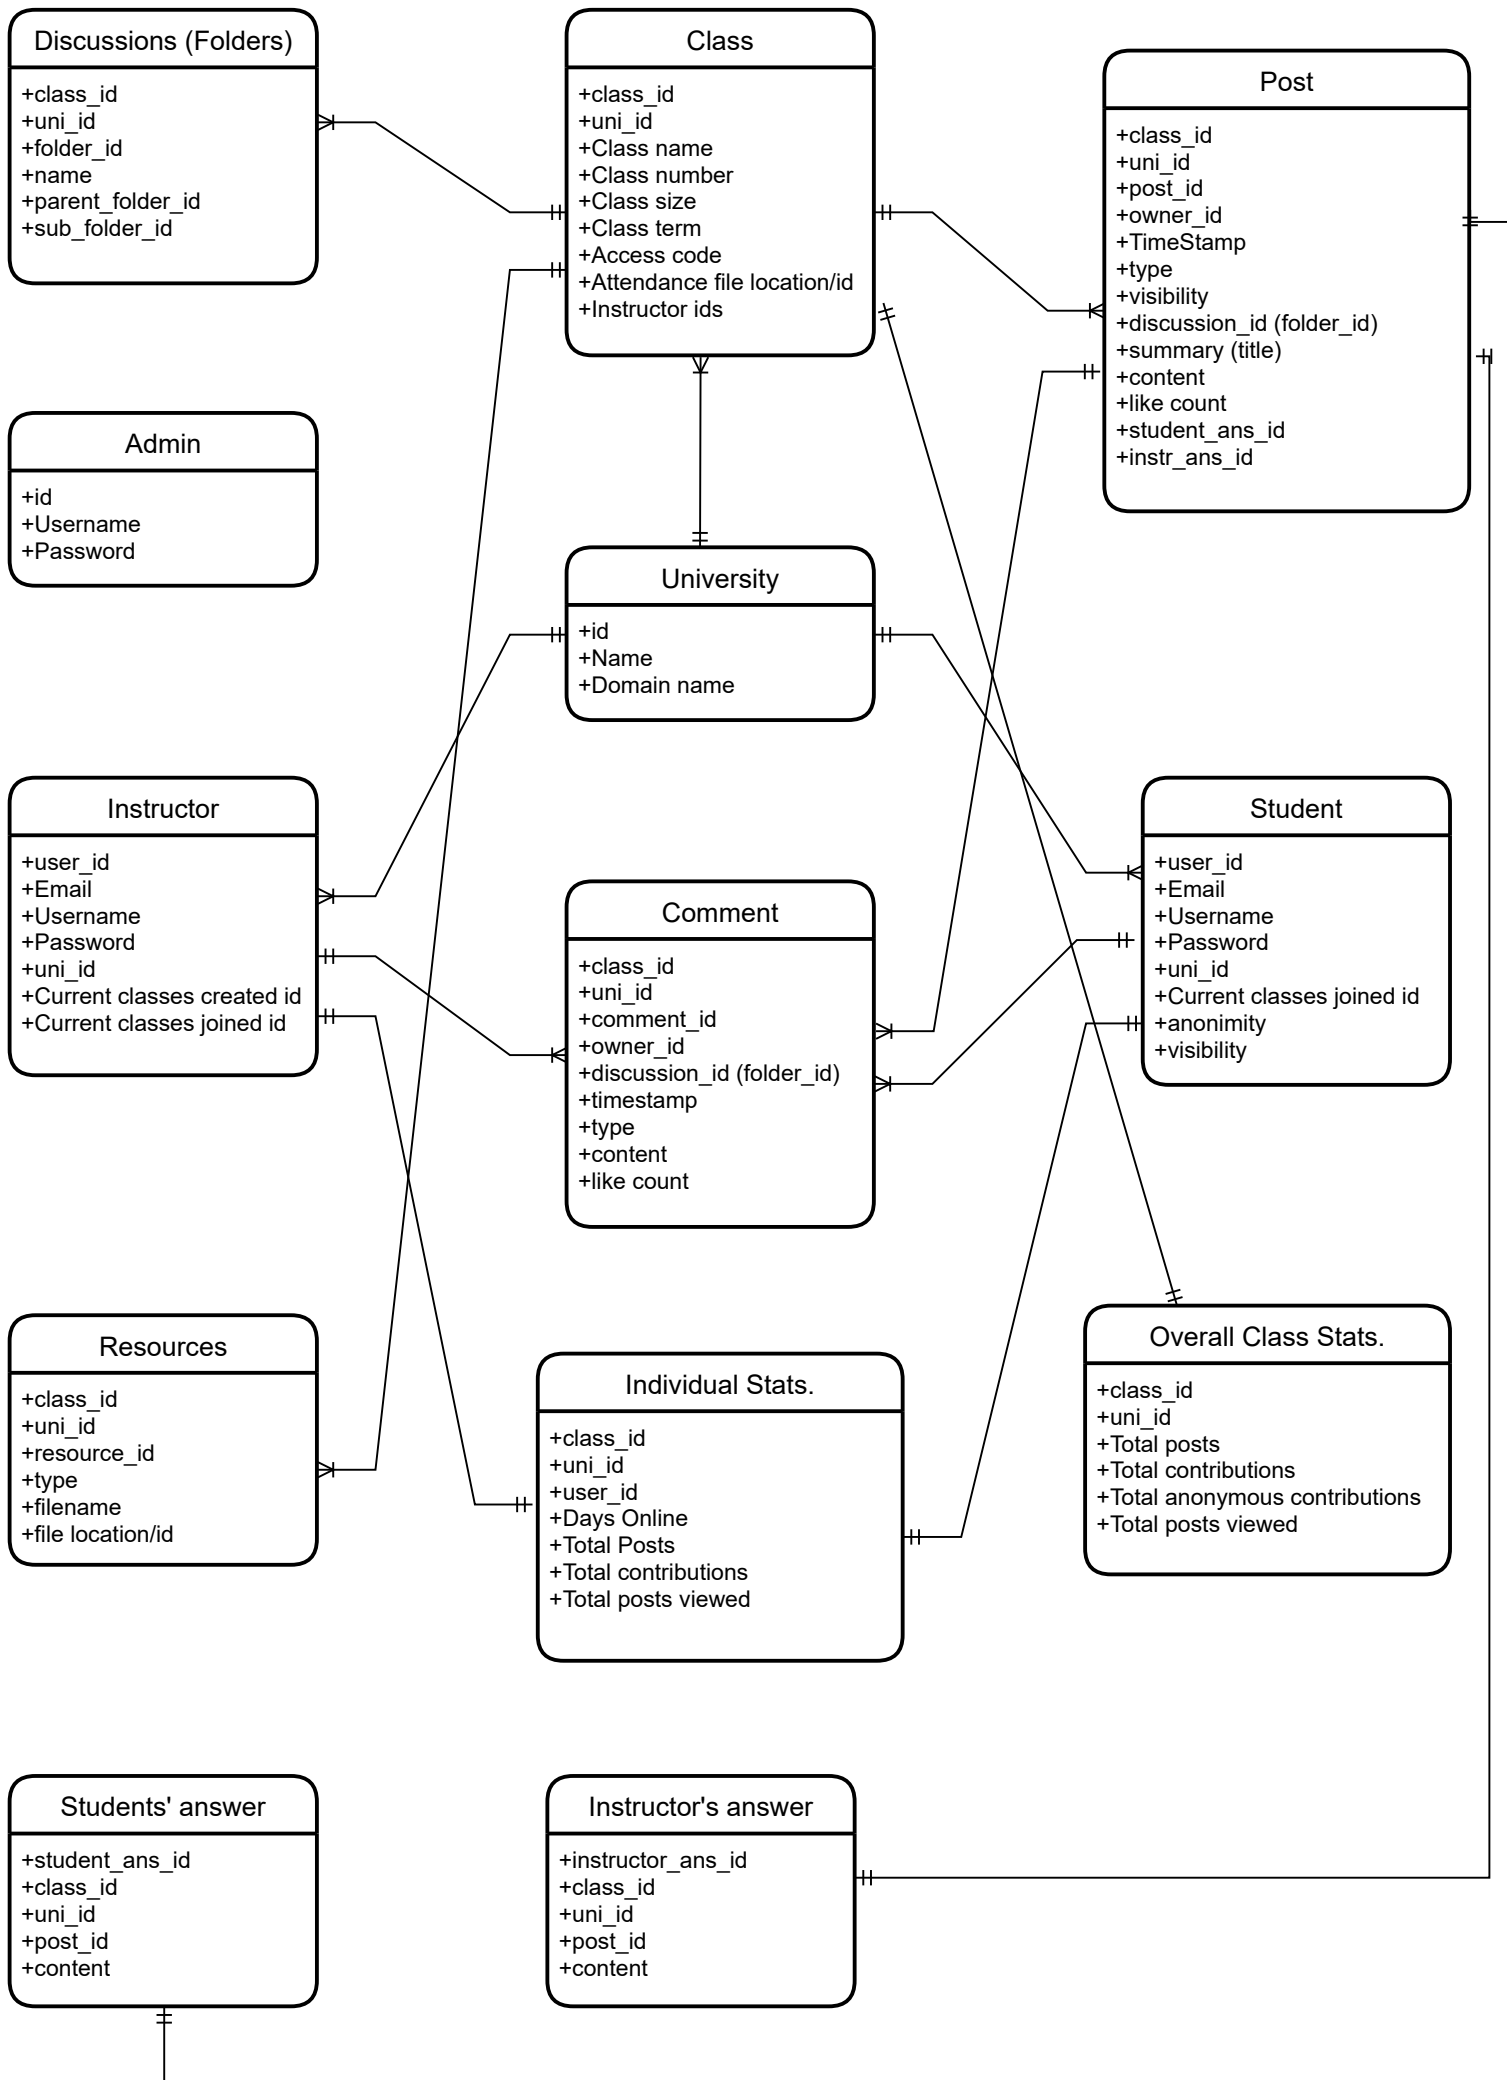 Discussions (Folders)
+class_id
+uni_id
+folder_id
+name
+parent_folder_id
+sub_folder_id
Class
+class_id
+uni_id
+Class name
+Class number
+Class size
+Class term
+Access code
+Attendance file location/id
+Instructor ids
Post
+class_id
+uni_id
+post_id
+owner_id
+TimeStamp
+type
+visibility
+discussion_id (folder_id)
+summary (title)
+content
+like count
+student_ans_id
+instr_ans_id
Admin
+id
+Username
+Password
University
+id
+Name
+Domain name
Instructor
+user_id
+Email
+Username
+Password
+uni_id
+Current classes created id
+Current classes joined id
Comment
+class_id
+uni_id
+comment_id
+owner_id
+discussion_id (folder_id)
+timestamp
+type
+content
+like count
Student
+user_id
+Email
+Username
+Password
+uni_id
+Current classes joined id
+anonimity
+visibility
Resources
+class_id
+uni_id
+resource_id
+type
+filename
+file location/id
Individual Stats.
+class_id
+uni_id
+user_id
+Days Online
+Total Posts
+Total contributions
+Total posts viewed
Overall Class Stats.
+class_id
+uni_id
+Total posts
+Total contributions
+Total anonymous contributions
+Total posts viewed
Students' answer
+student_ans_id
+class_id
+uni_id
+post_id
+content
Instructor's answer
+instructor_ans_id
+class_id
+uni_id
+post_id
+content